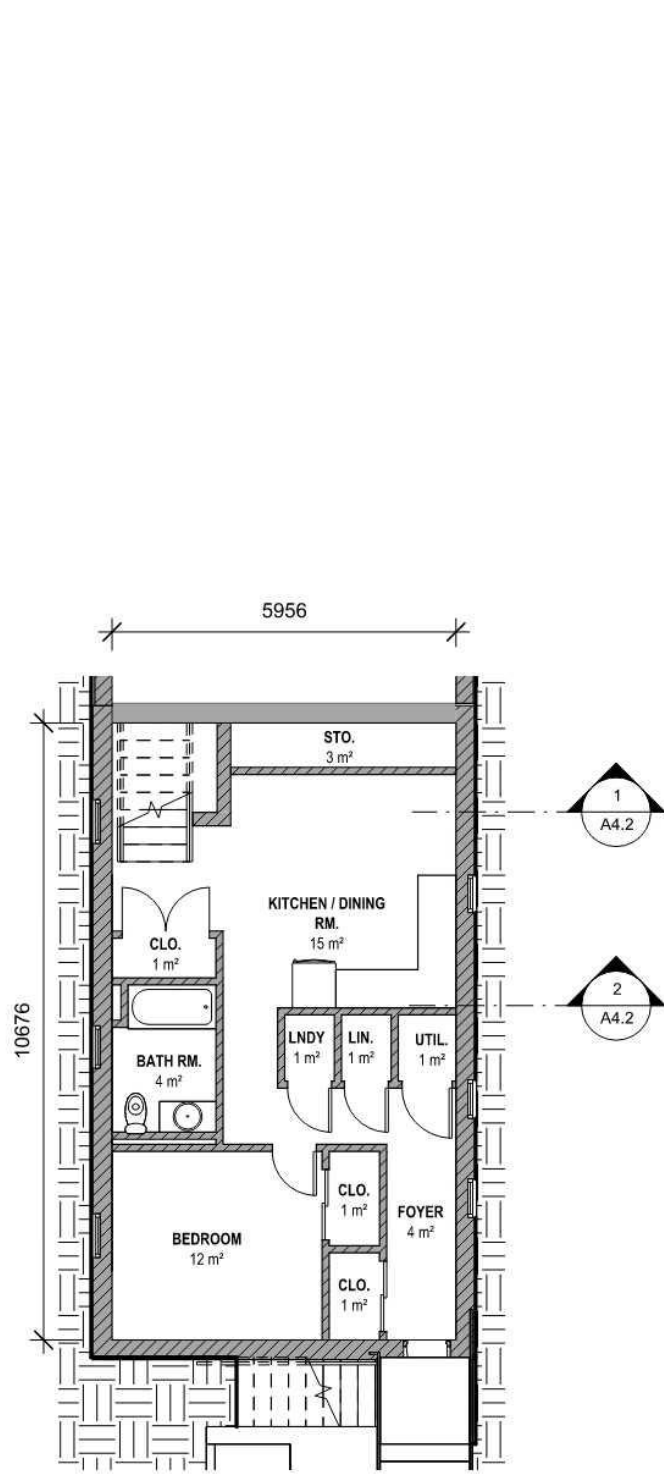 5956
STO.
3 m²
1
A4.2
KITCHEN / DINING
RM.
15 m²
CLO.
1 m²
2
A4.2
10676
LNDY
1 m²
LIN.
1 m²
UTIL.
1 m²
BATH RM.
4 m²
CLO.
1 m²
FOYER
4 m²
BEDROOM
12 m²
CLO.
1 m²